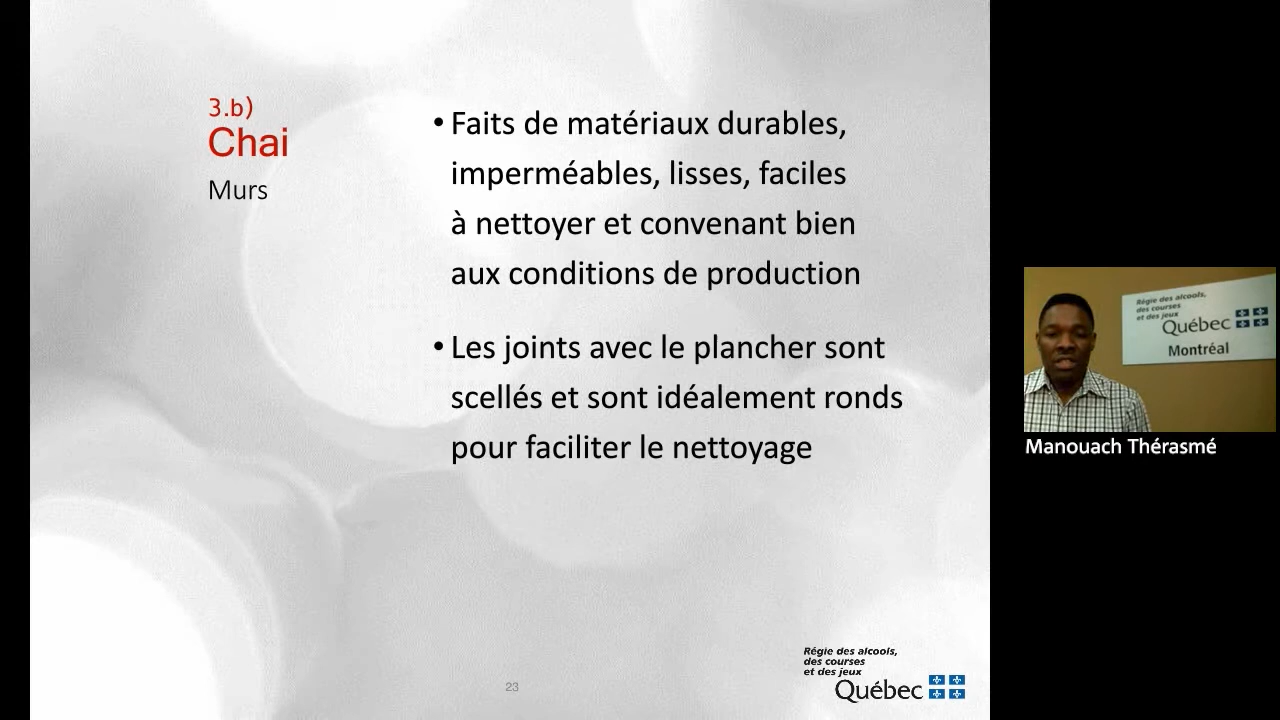 3.b)
Chai
Murs
• Faits de matériaux durables,
imperméables, lisses, faciles
à nettoyer et convenant bien
aux conditions de production
• Les joints avec le plancher sont
scellés et sont idéalement ronds
pour faciliter le nettoyage
Régie des alcools,
des courses
et des jeux
Québec
23
Régie des alcools,
des courses
et des jeux
Québec
Montréal
Manouach Thérasmé